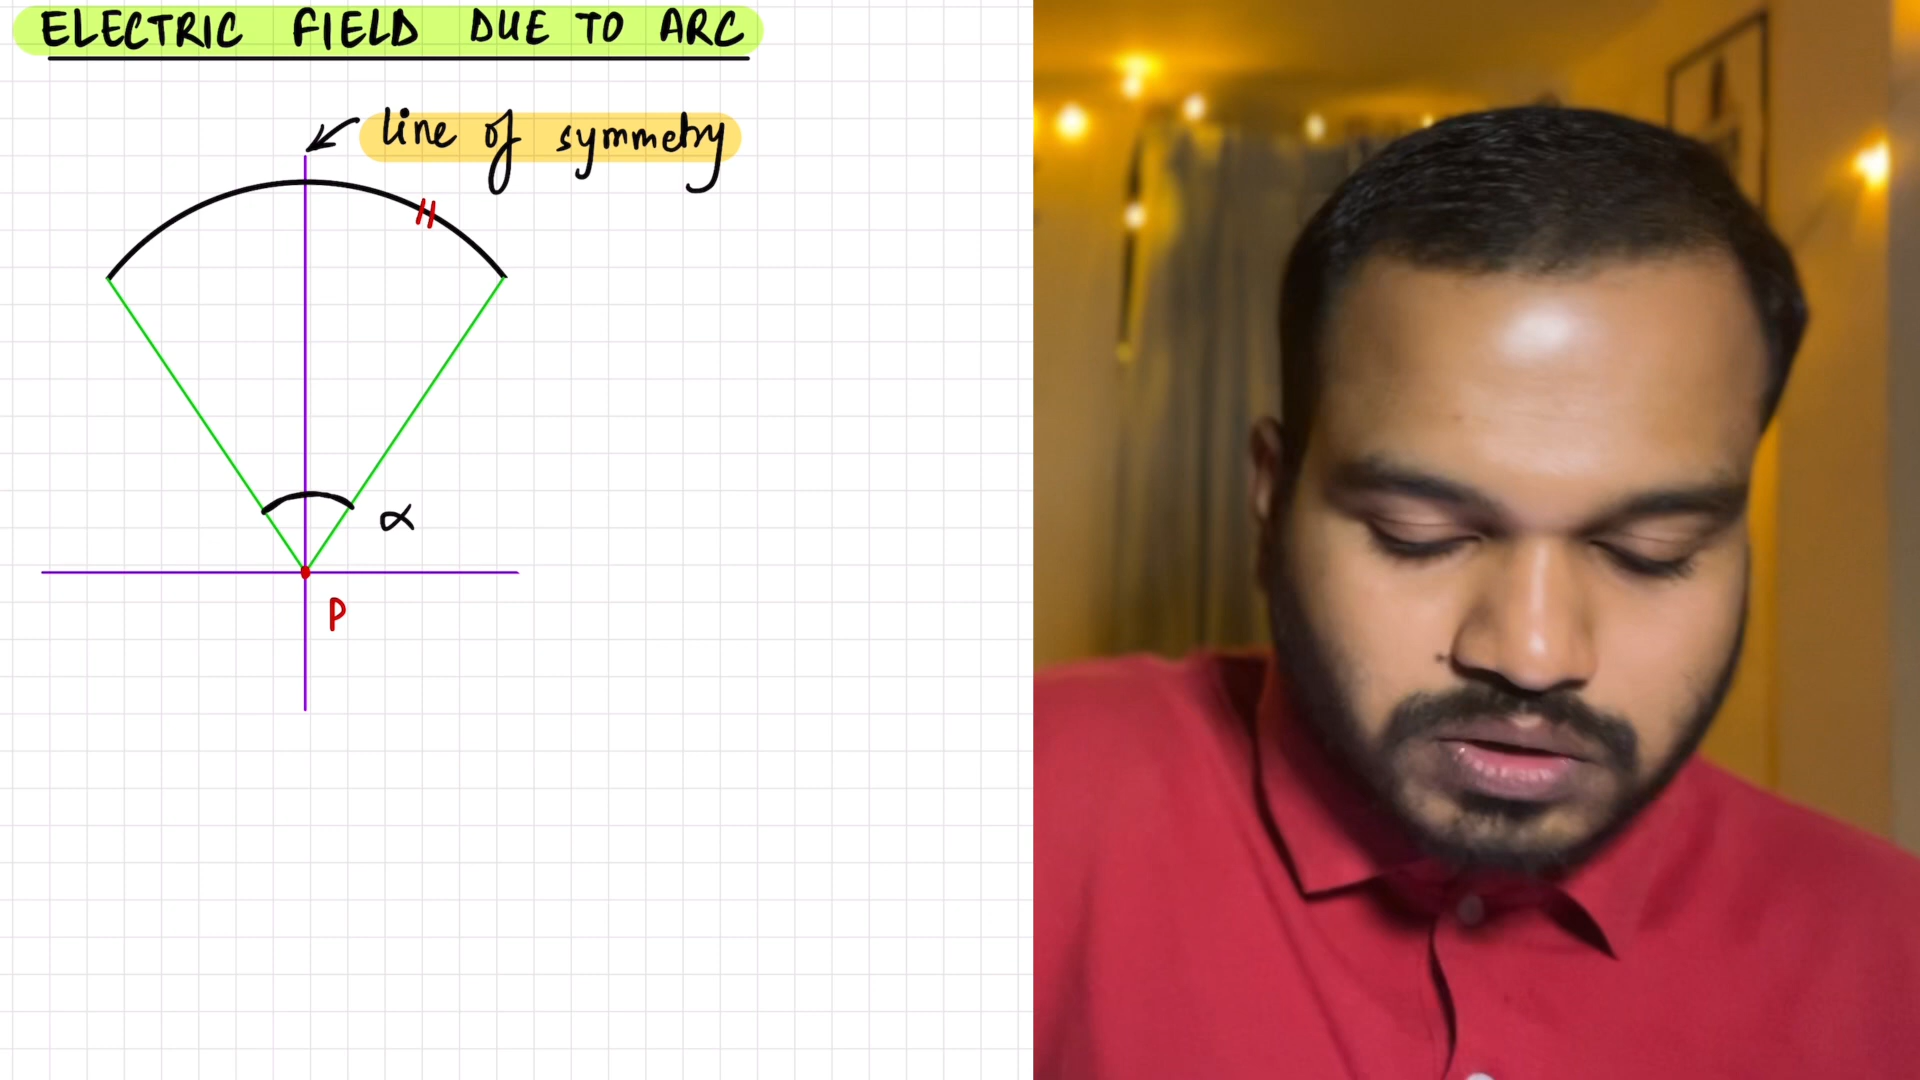 ELECTRIC FIELD DUE TO ARC
line of symmetry
α
P